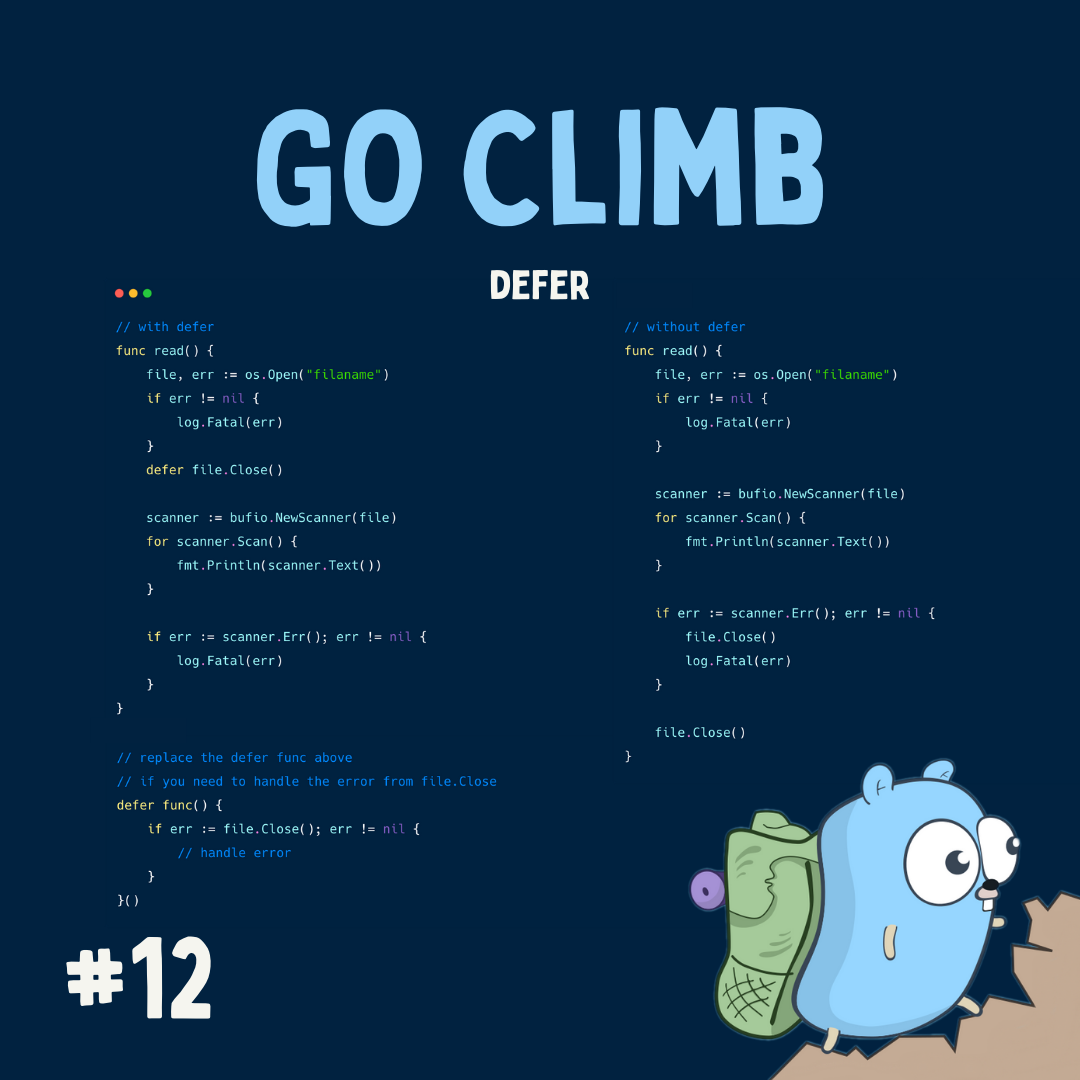 GO CLIMB
DEFER
// with defer
func read() {
    file, err := os.Open("filaname")
    if err != nil {
        log.Fatal(err)
    }
    defer file.Close()

    scanner := bufio.NewScanner(file)
    for scanner.Scan() {
        fmt.Println(scanner.Text())
    }

    if err := scanner.Err(); err != nil {
        log.Fatal(err)
    }
}

// replace the defer func above
// if you need to handle the error from file.Close
defer func() {
    if err := file.Close(); err != nil {
        // handle error
    }
}()
// without defer
func read() {
    file, err := os.Open("filaname")
    if err != nil {
        log.Fatal(err)
    }

    scanner := bufio.NewScanner(file)
    for scanner.Scan() {
        fmt.Println(scanner.Text())
    }

    if err := scanner.Err(); err != nil {
        file.Close()
        log.Fatal(err)
    }

    file.Close()
}
#12